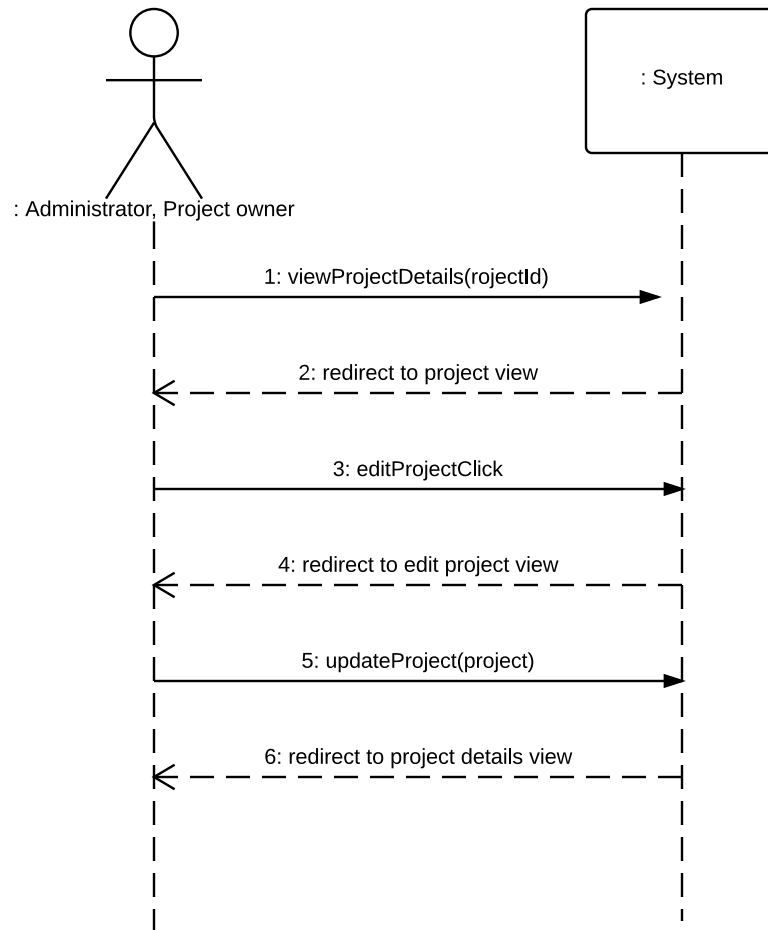 : System
: Administrator, Project owner
1: viewProjectDetails(rojectId)
2: redirect to project view
3: editProjectClick
4: redirect to edit project view
5: updateProject(project)
6: redirect to project details view